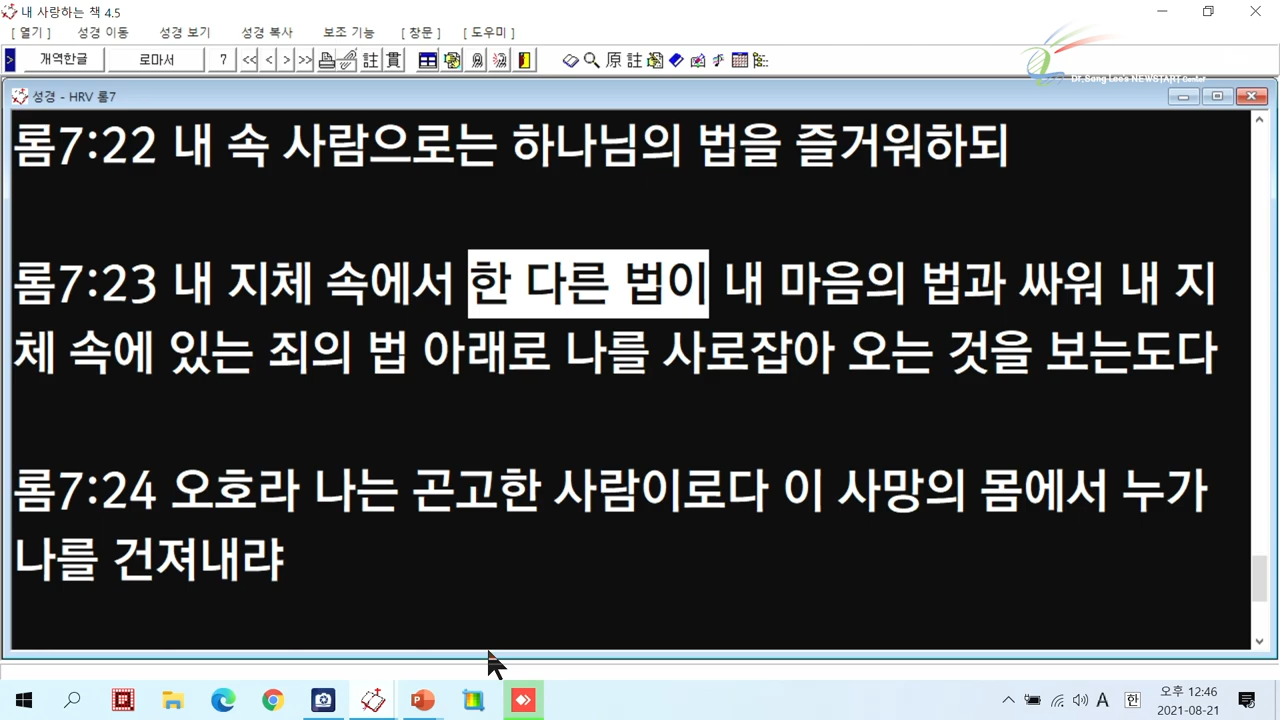 내 사랑하는 책 4.5
[ 열기 ] 성경 이동 성경 보기 성경 복사 보조 기능 [ 창문 ] [ 도우미 ]
개역한글 로마서 7 << < > >> 註 貫 原 註
Dr.Sang Lee's NEWSTART Center
성경 - HRV 롬7
롬7:22 내 속 사람으로는 하나님의 법을 즐거워하되
롬7:23 내 지체 속에서 한 다른 법이 내 마음의 법과 싸워 내 지
체 속에 있는 죄의 법 아래로 나를 사로잡아 오는 것을 보는도다
롬7:24 오호라 나는 곤고한 사람이로다 이 사망의 몸에서 누가
나를 건져내랴
A 한 오후 12:46
2021-08-21